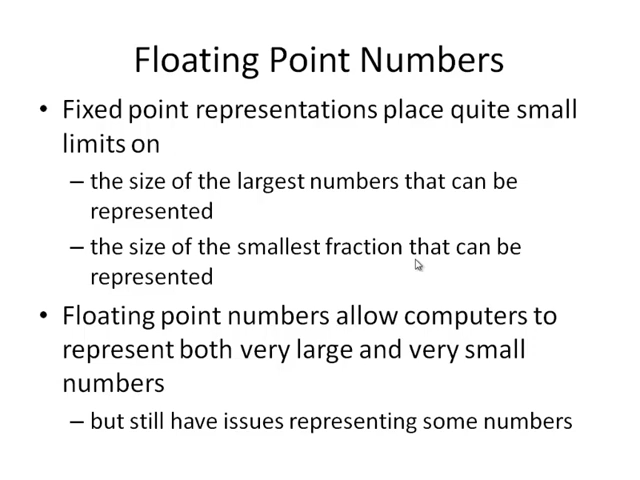 Floating Point Numbers
• Fixed point representations place quite small
limits on
– the size of the largest numbers that can be
represented
– the size of the smallest fraction that can be
represented
• Floating point numbers allow computers to
represent both very large and very small
numbers
– but still have issues representing some numbers